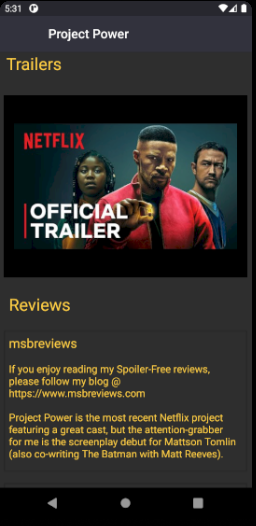 5:31
Project Power
Trailers
NETFLIX
OFFICIAL
TRAILER
Reviews
msbreviews
If you enjoy reading my Spoiler-Free reviews,
please follow my blog @
https://www.msbreviews.com
Project Power is the most recent Netflix project
featuring a great cast, but the attention-grabber
for me is the screenplay debut for Mattson Tomlin
(also co-writing The Batman with Matt Reeves).